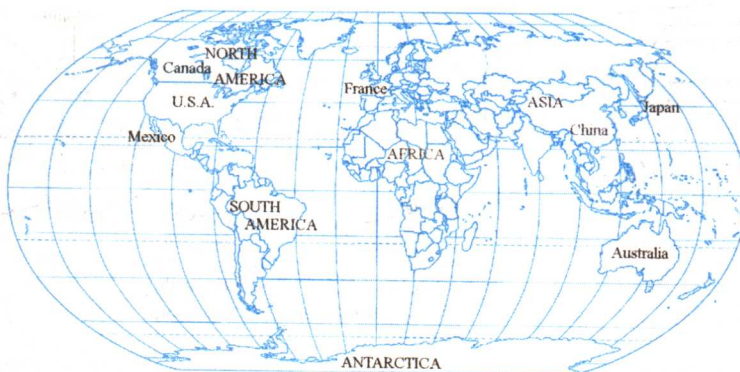 NORTH
Canada
AMERICA
U.S.A.
Mexico
France
ASIA
Japan
China
AFRICA
SOUTH
AMERICA
Australia
ANTARCTICA